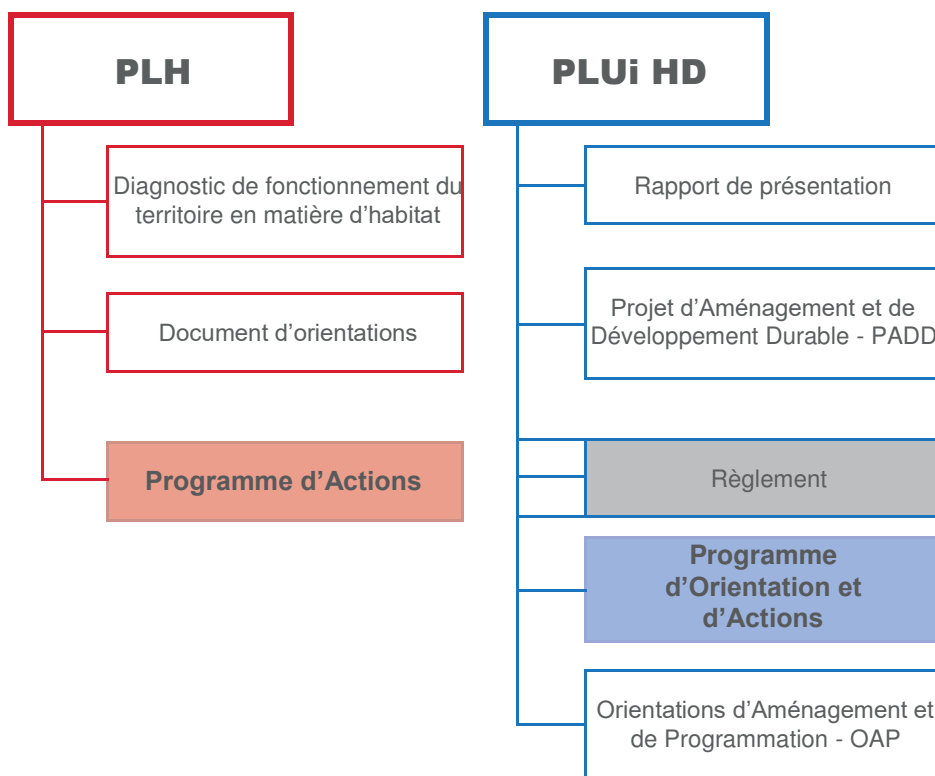 PLH
Diagnostic de fonctionnement du
territoire en matière d’habitat
Document d’orientations
Programme d’Actions
PLUi HD
Rapport de présentation
Projet d’Aménagement et de
Développement Durable - PADD
Règlement
Programme
d’Orientation et
d’Actions
Orientations d’Aménagement et
de Programmation - OAP